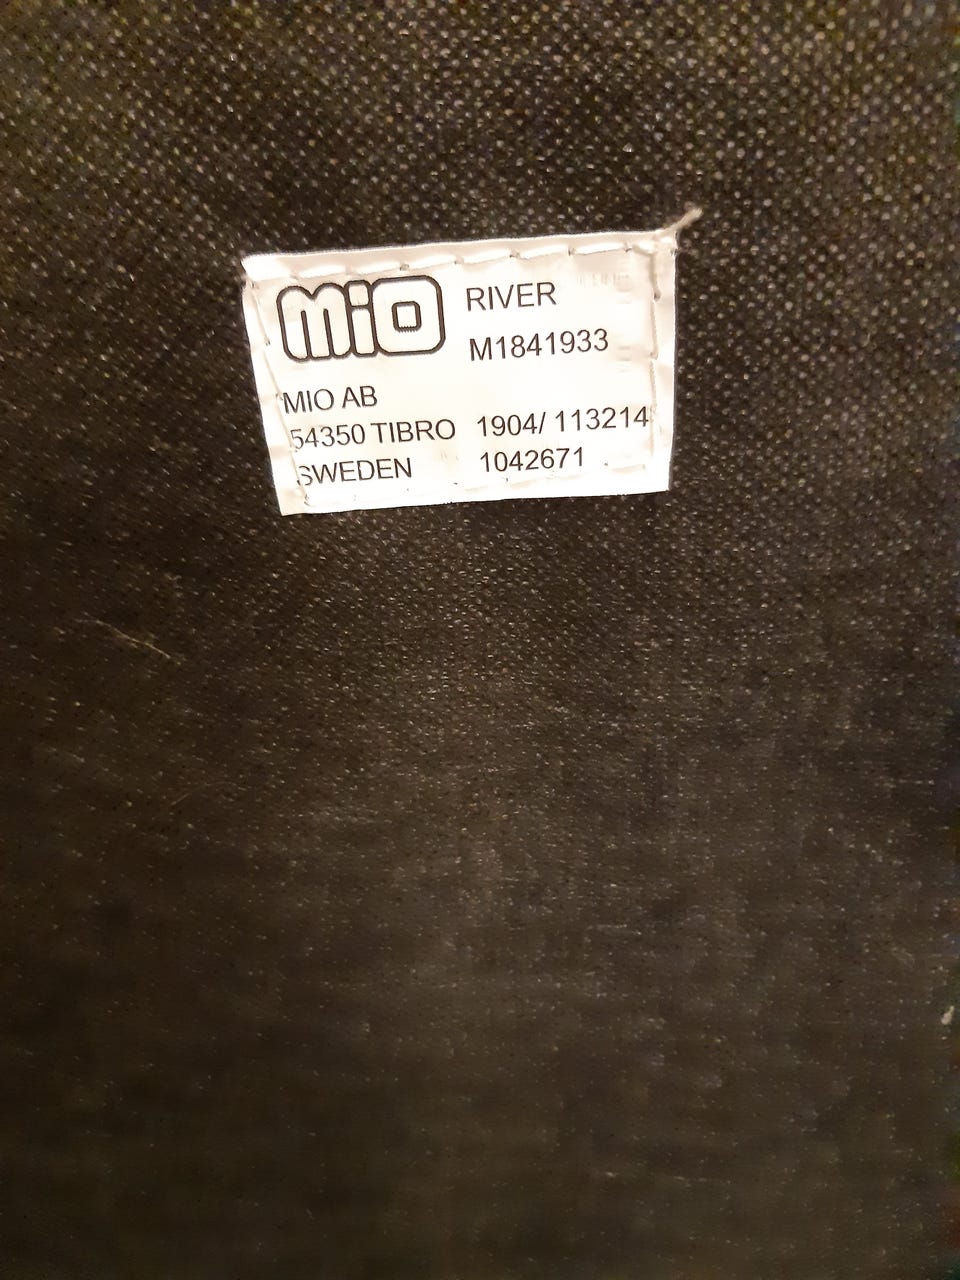 mio
RIVER
M1841933
MIO AB
54350 TIBRO 1904/ 113214
SWEDEN 1042671